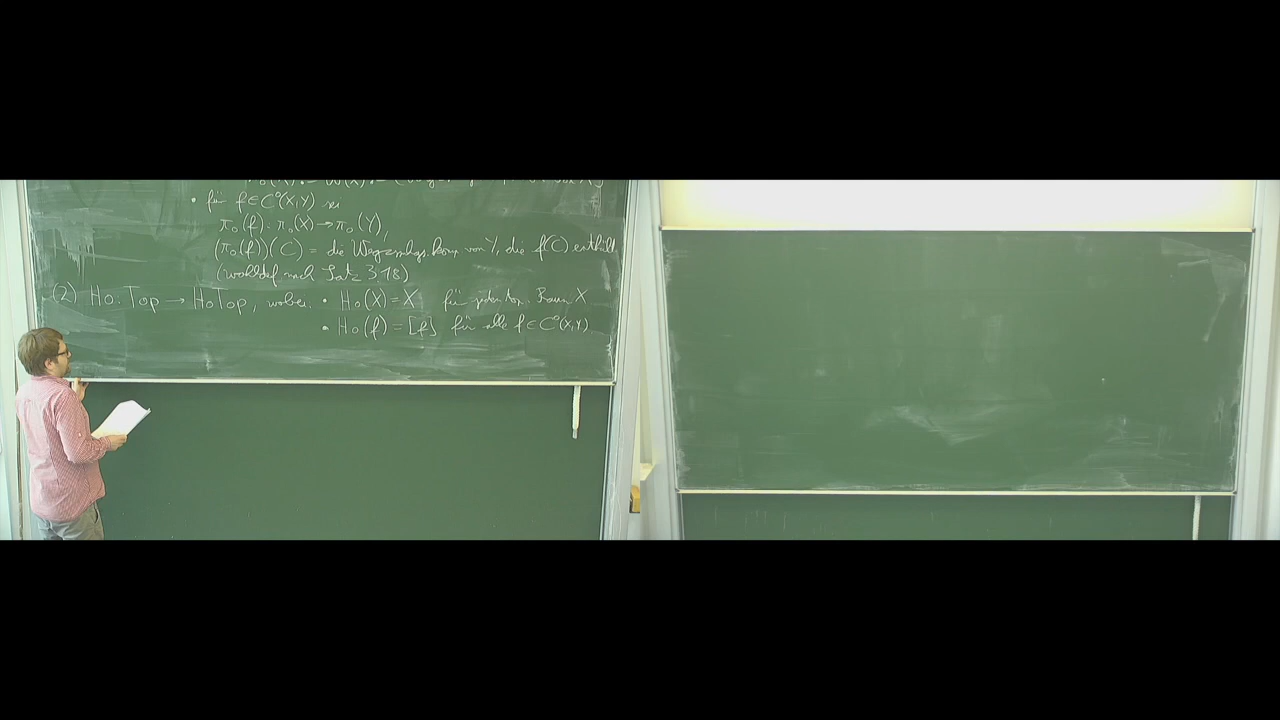 • für f∈C⁰(X,Y) sei
π₀(f): π₀(X)→π₀(Y),
(π₀(f))(C) = die Wegzmhgs.komp. von Y, die f(C) enthält
(wohldef. nach Satz 3.18)
(2) Ho: Top → HoTop, wobei • Ho(X)=X für jeden top. Raum X
• Ho(f)=[f] für alle f∈C⁰(X,Y)